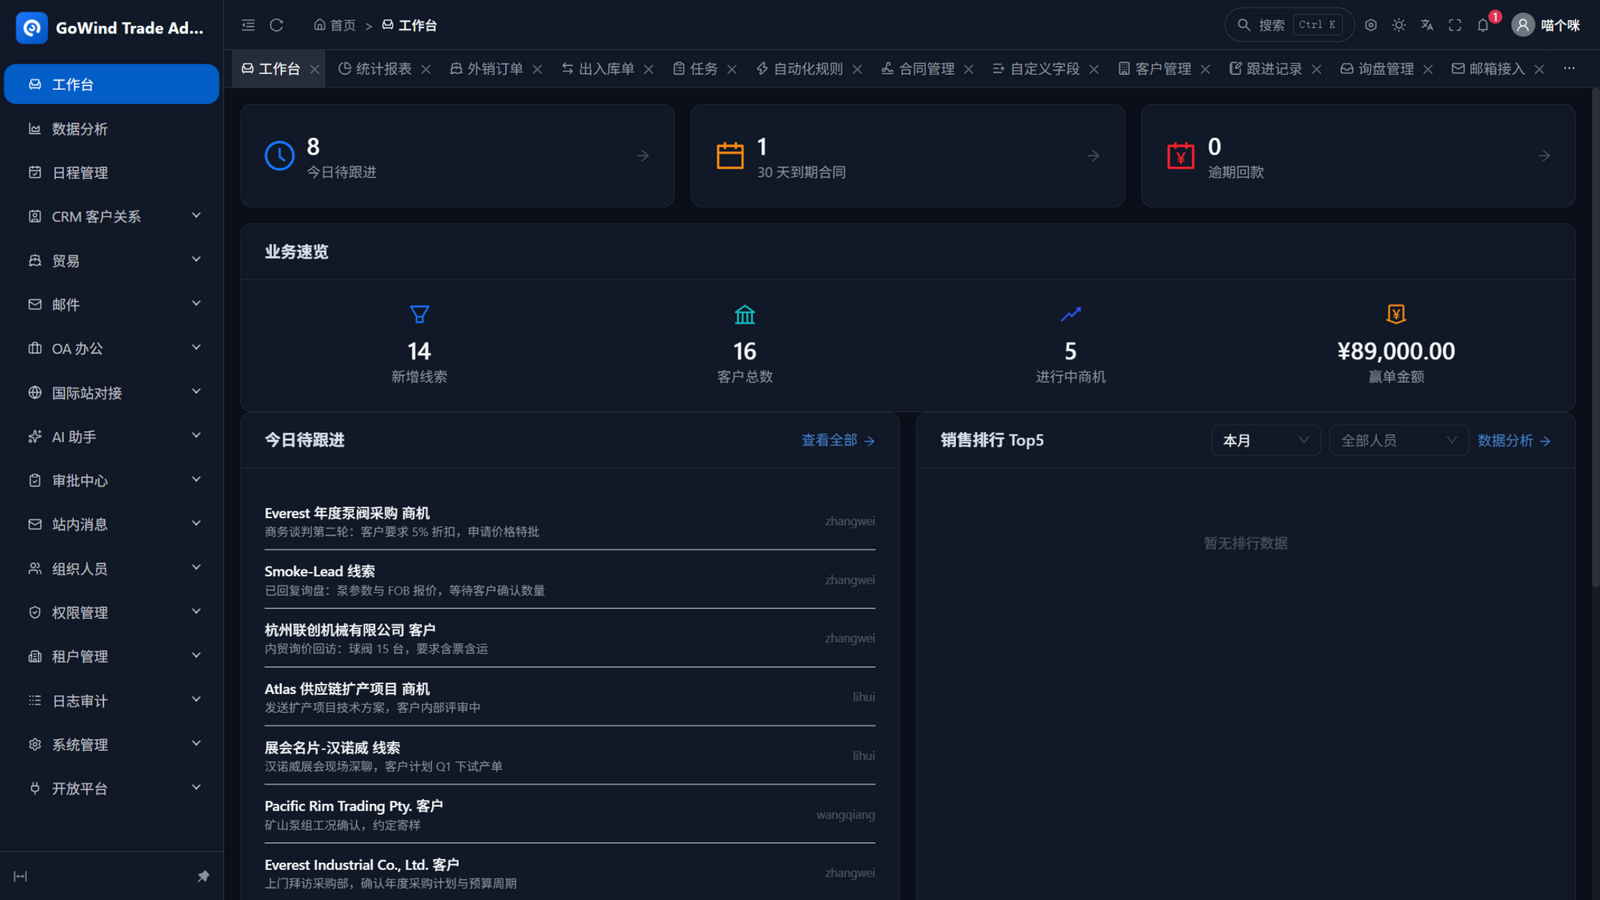 GoWind Trade Ad...
首页 > 工作台
搜索 Ctrl K
1
喵个咪
工作台
数据分析
日程管理
CRM 客户关系
贸易
邮件
OA 办公
国际站对接
AI 助手
审批中心
站内消息
组织人员
权限管理
租户管理
日志审计
系统管理
开放平台
工作台 统计报表 外销订单 出入库单 任务 自动化规则 合同管理 自定义字段 客户管理 跟进记录 询盘管理 邮箱接入 ...
8
今日待跟进
1
30 天到期合同
0
逾期回款
业务速览
14
新增线索
16
客户总数
5
进行中商机
¥89,000.00
赢单金额
今日待跟进 查看全部
Everest 年度泵阀采购 商机
商务谈判第二轮：客户要求 5% 折扣，申请价格特批
zhangwei
Smoke-Lead 线索
已回复询盘：泵参数与 FOB 报价，等待客户确认数量
zhangwei
杭州联创机械有限公司 客户
内贸询价回访：球阀 15 台，要求含票含运
zhangwei
Atlas 供应链扩产项目 商机
发送扩产项目技术方案，客户内部评审中
lihui
展会名片-汉诺威 线索
汉诺威展会现场深聊，客户计划 Q1 下试产单
lihui
Pacific Rim Trading Pty. 客户
矿山泵组工况确认，约定寄样
wangqiang
Everest Industrial Co., Ltd. 客户
上门拜访采购部，确认年度采购计划与预算周期
zhangwei
销售排行 Top5 本月 全部人员 数据分析
暂无排行数据